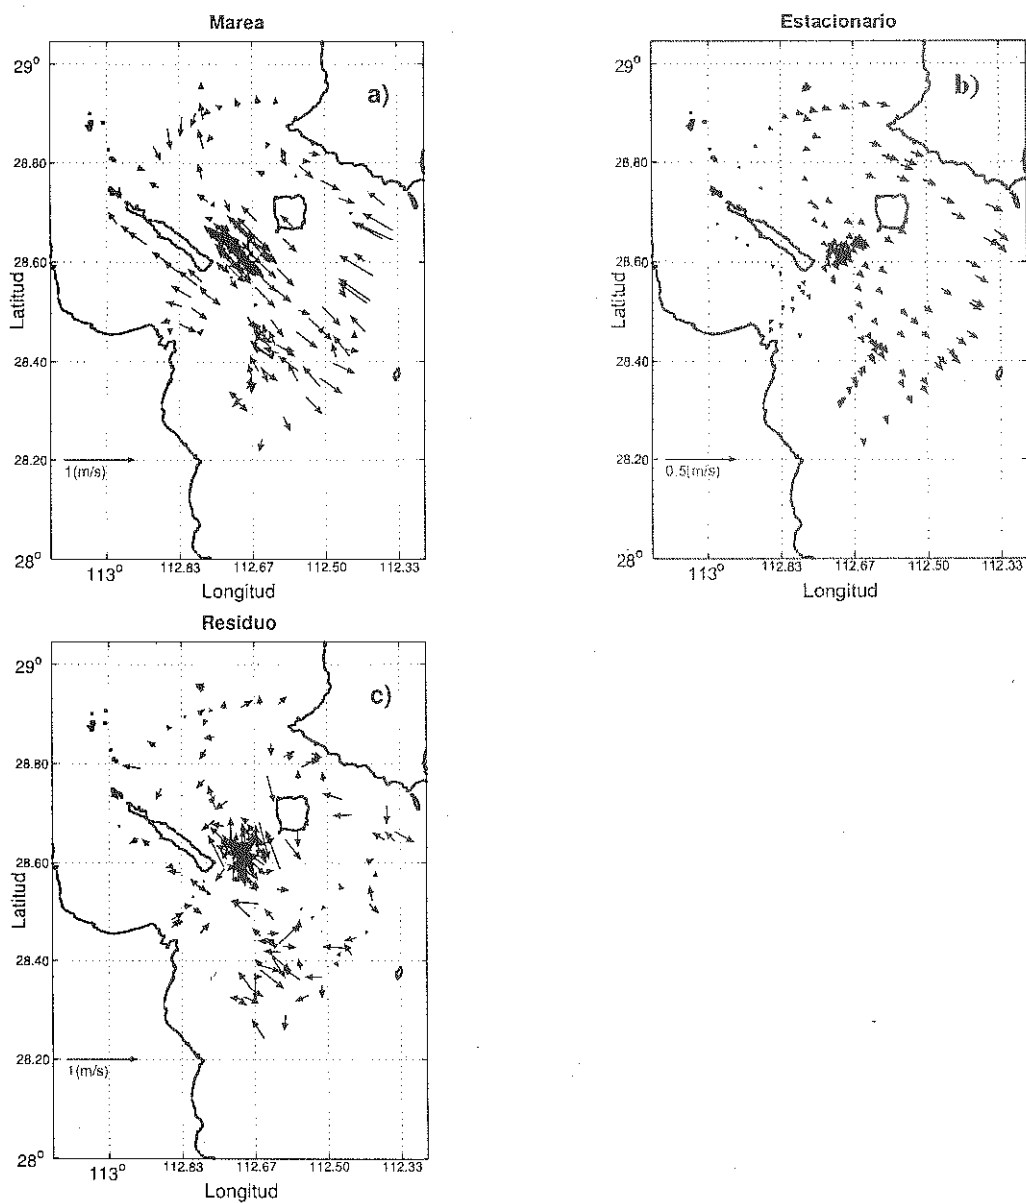 Marea
29°
a)
28.80
28.60
Latitud
28.40
28.20
1(m/s)
28°
113°
112.83
112.67
112.50
112.33
Longitud
Estacionario
29°
b)
28.80
28.60
Latitud
28.40
28.20
0.5(m/s)
28°
113°
112.83
112.67
112.50
112.33
Longitud
Residuo
29°
c)
28.80
28.60
Latitud
28.40
28.20
1(m/s)
28°
113°
112.83
112.67
112.50
112.33
Longitud